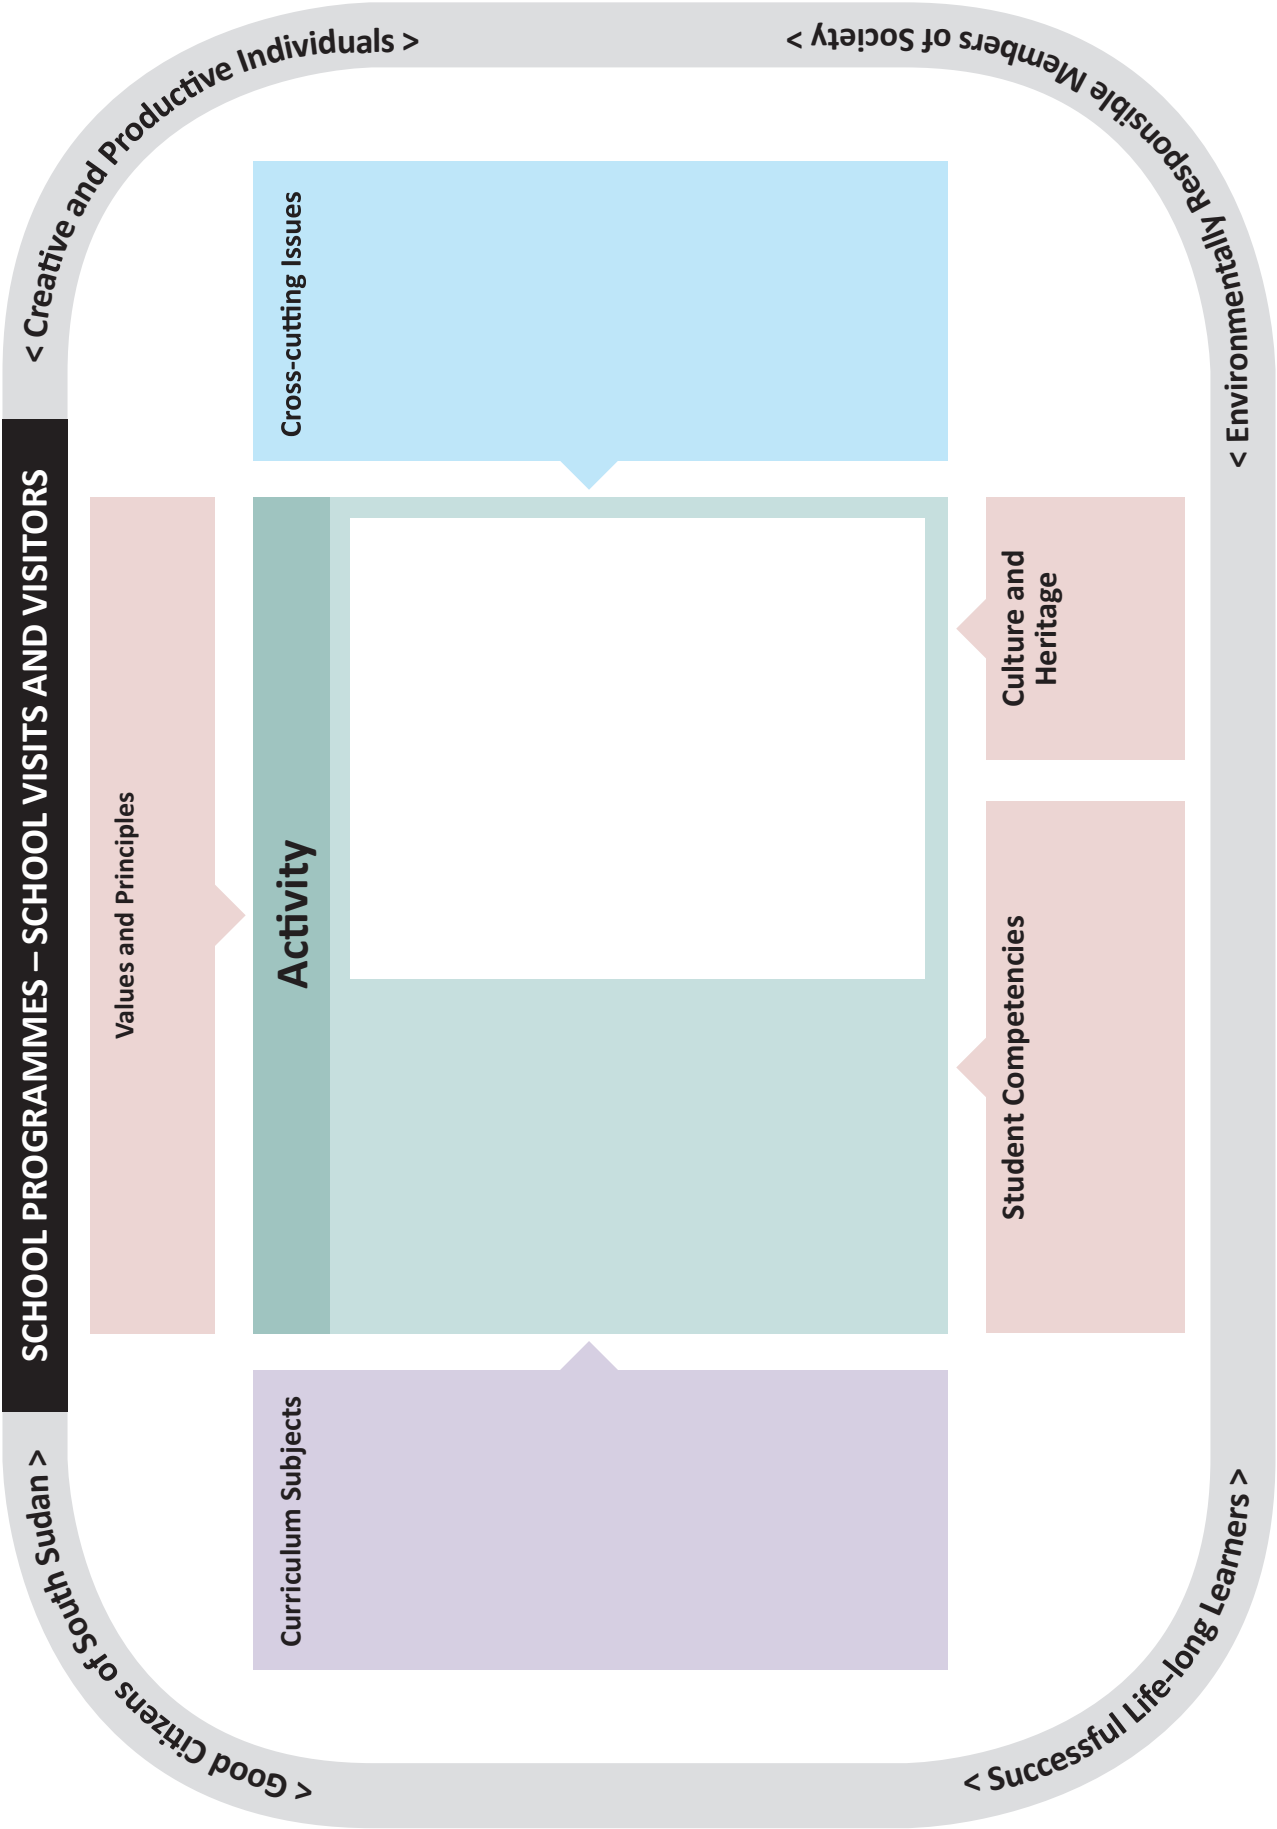 SCHOOL PROGRAMMES – SCHOOL VISITS AND VISITORS
< Good Citizens of South Sudan >
< Creative and Productive Individuals >
Values and Principles
Curriculum Subjects
Activity
Cross-cutting Issues
Student Competencies
Culture and
Heritage
< Successful Life-long Learners >
< Environmentally Responsible Members of Society >